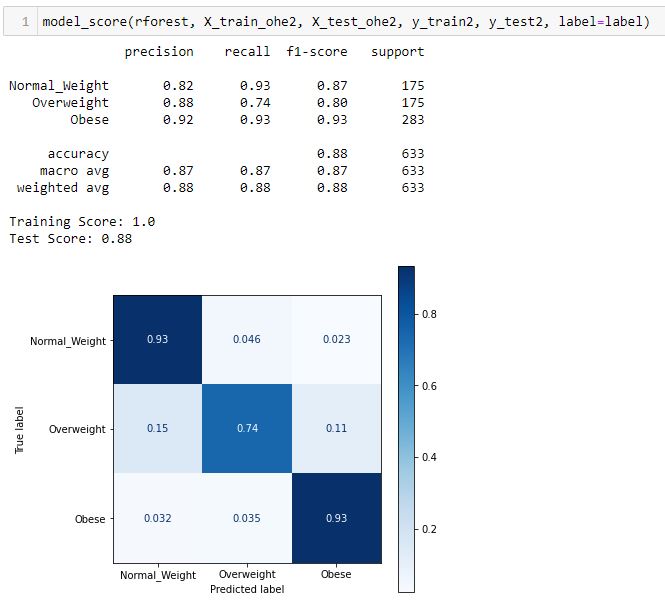 1 model_score(rforest, X_train_ohe2, X_test_ohe2, y_train2, y_test2, label=label)
precision recall f1-score support
Normal_Weight 0.82 0.93 0.87 175
Overweight 0.88 0.74 0.80 175
Obese 0.92 0.93 0.93 283
accuracy 0.88 633
macro avg 0.87 0.87 0.87 633
weighted avg 0.88 0.88 0.88 633
Training Score: 1.0
Test Score: 0.88
True label
Normal_Weight 0.93 0.046 0.023
Overweight 0.15 0.74 0.11
Obese 0.032 0.035 0.93
Normal_Weight Overweight Obese
Predicted label
0.8
0.6
0.4
0.2